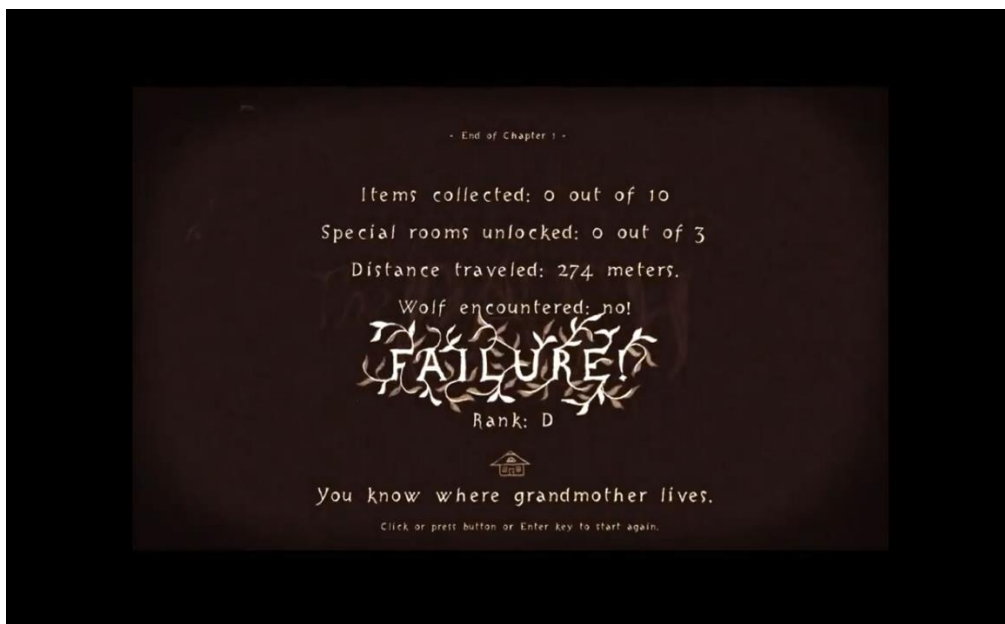 - End of Chapter 1 -
Items collected: 0 out of 10
Special rooms unlocked: 0 out of 3
Distance traveled: 274 meters.
Wolf encountered: no!
FAILURE!
Rank: D
You know where grandmother lives.
Click or press button or Enter key to start again.